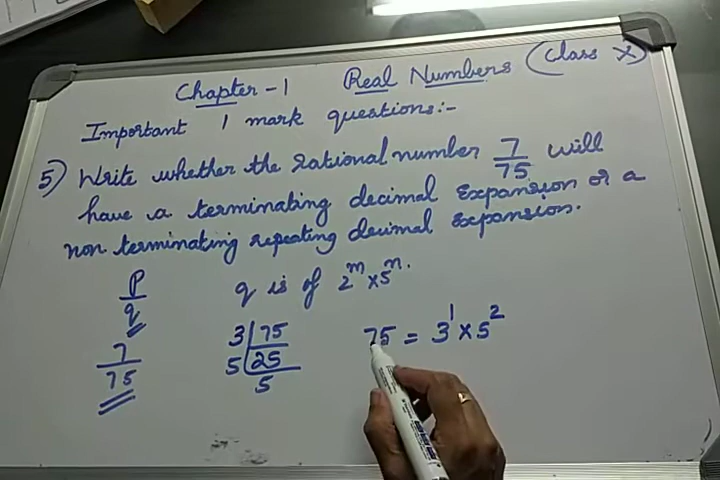 Chapter-1 Real Numbers (Class X)
Important 1 mark questions:-
5) Write whether the rational number 7/75 will
have a terminating decimal expansion or a
non terminating repeating decimal expansion.
p/q q is of 2^m × 5^n.
3 | 75 75 = 3^1 × 5^2
7/75 5 | 25
5